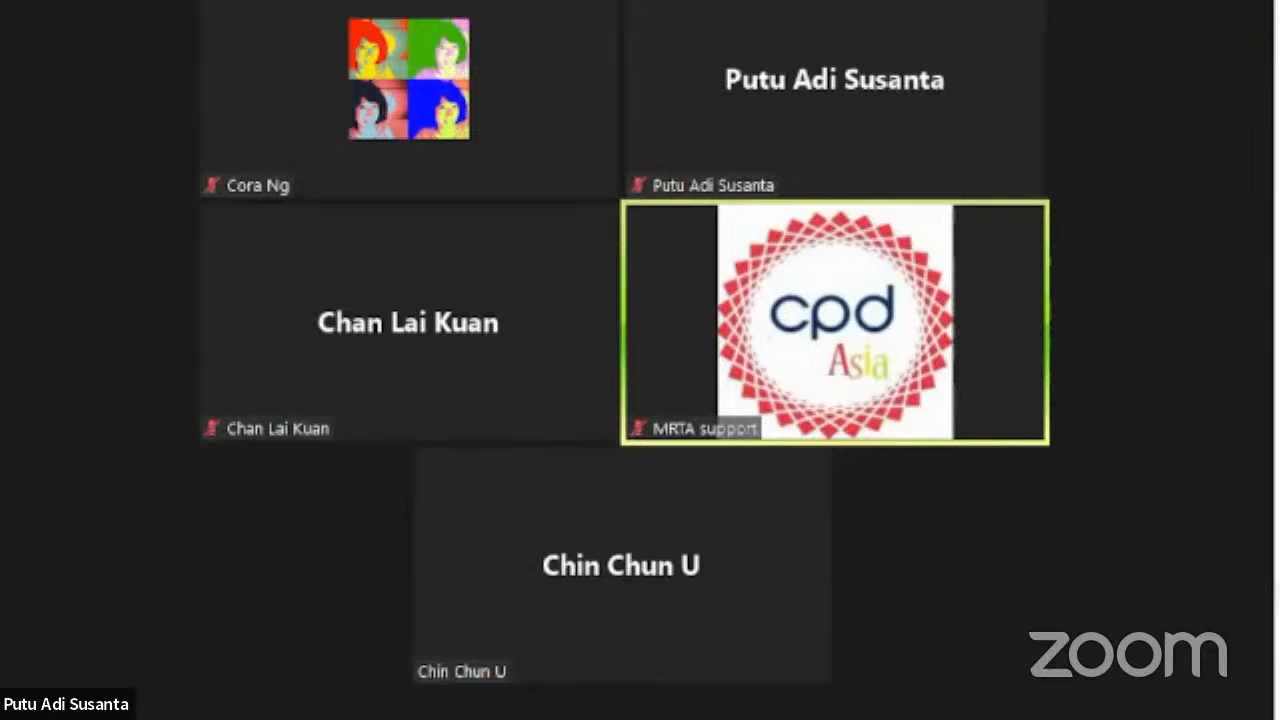 Putu Adi Susanta
Cora Ng
Putu Adi Susanta
Chan Lai Kuan
cpd
Asia
Chan Lai Kuan
MRTA support
Chin Chun U
Chin Chun U
zoom
Putu Adi Susanta